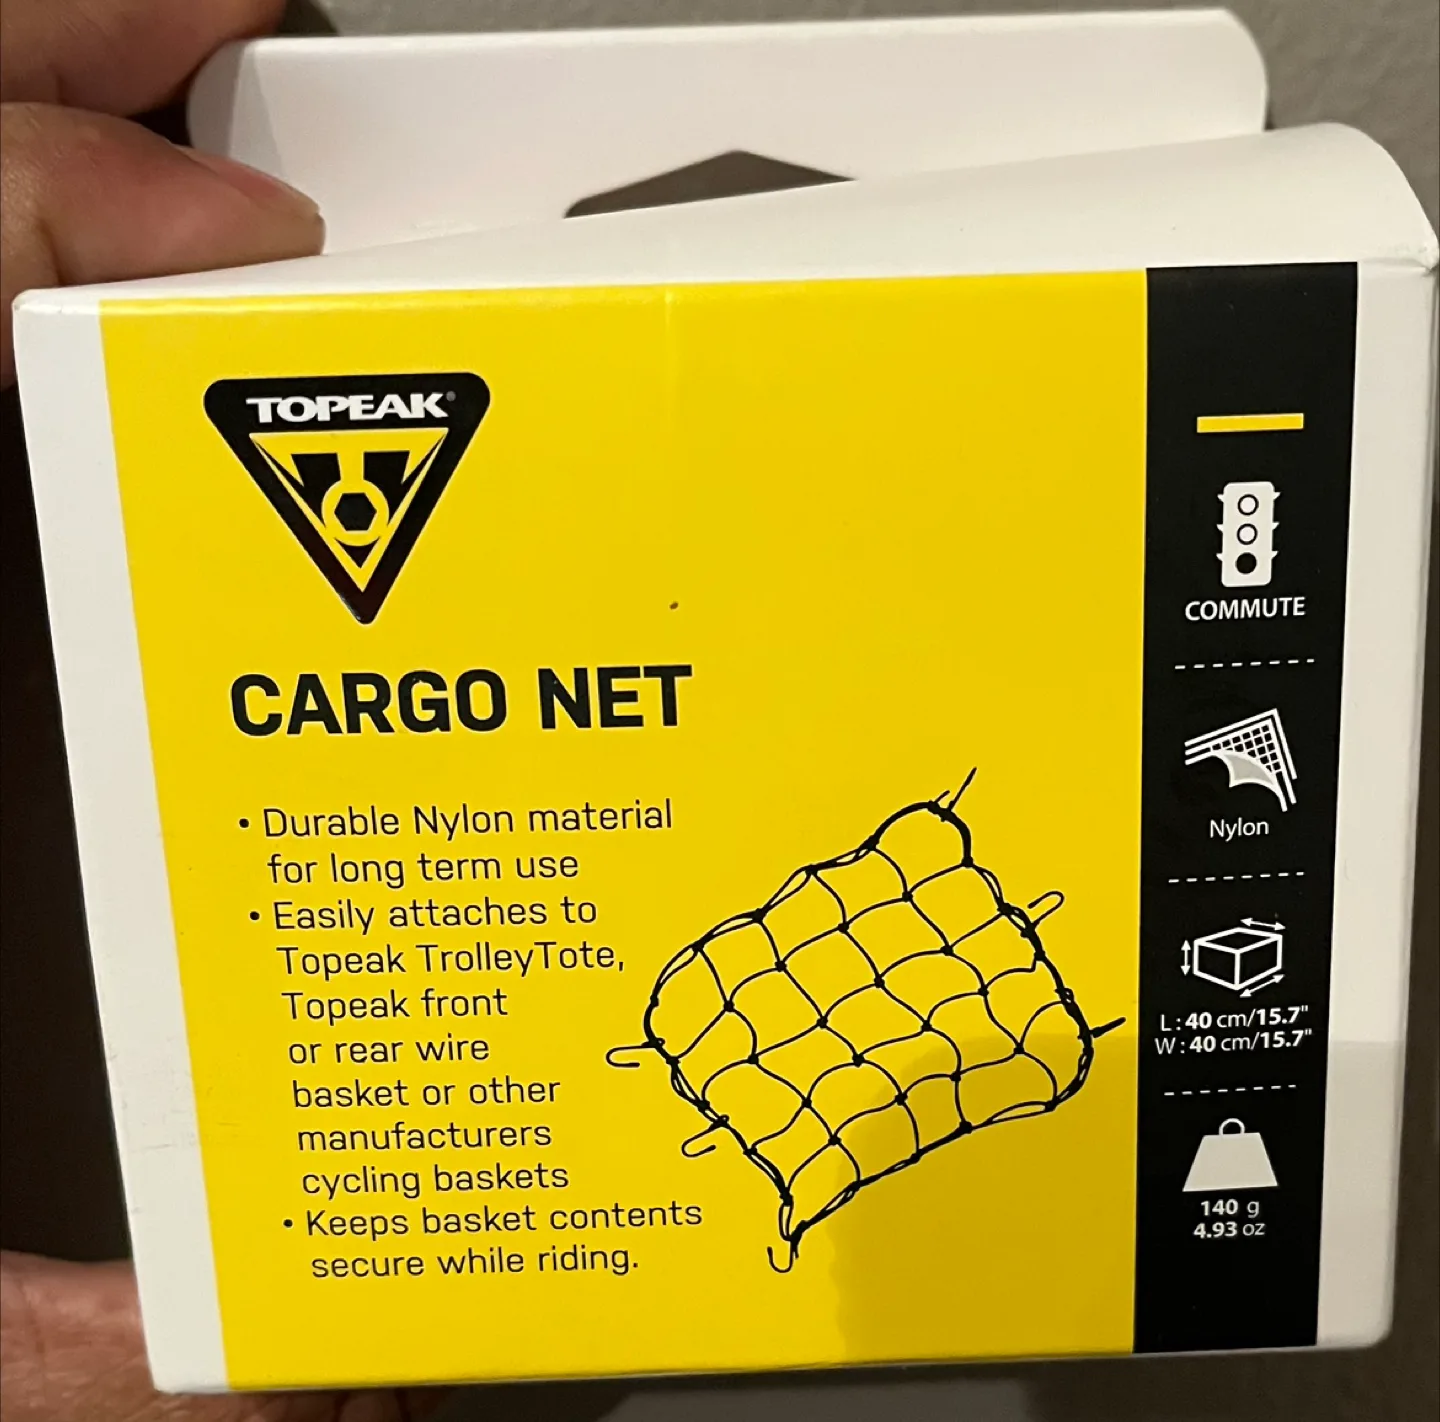 TOPEAK®
CARGO NET
• Durable Nylon material
for long term use
• Easily attaches to
Topeak TrolleyTote,
Topeak front
or rear wire
basket or other
manufacturers
cycling baskets
• Keeps basket contents
secure while riding.
COMMUTE
Nylon
L : 40 cm/15.7"
W : 40 cm/15.7"
140 g
4.93 oz